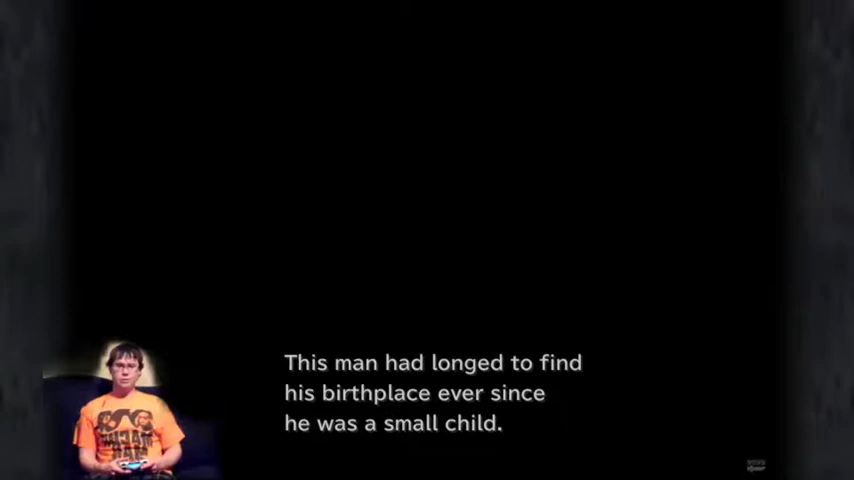 This man had longed to find
his birthplace ever since
he was a small child.